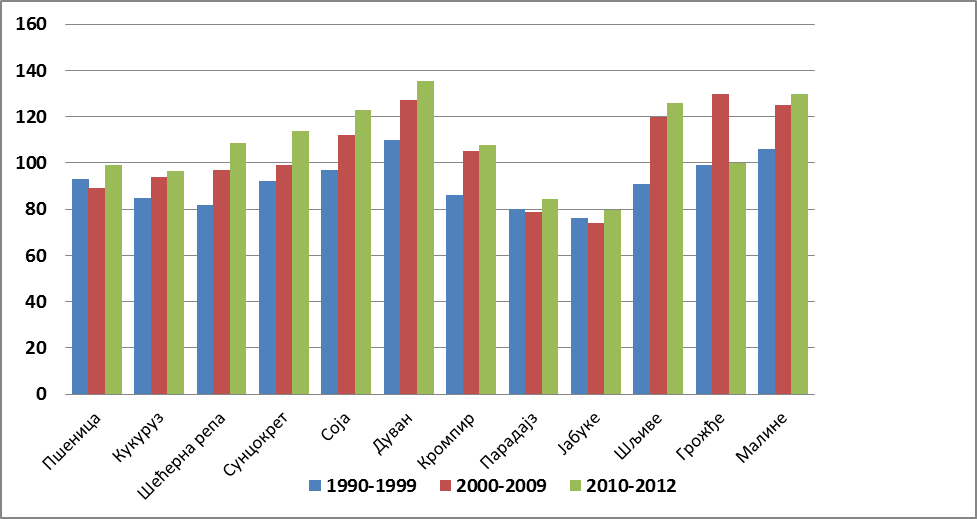 160
140
120
100
80
60
40
20
0
Пшеница
Кукуруз
Шећерна репа
Сунцокрет
Соја
Дуван
Кромпир
Парадајз
Јабуке
Шљиве
Грожђе
Малине
1990-1999 2000-2009 2010-2012